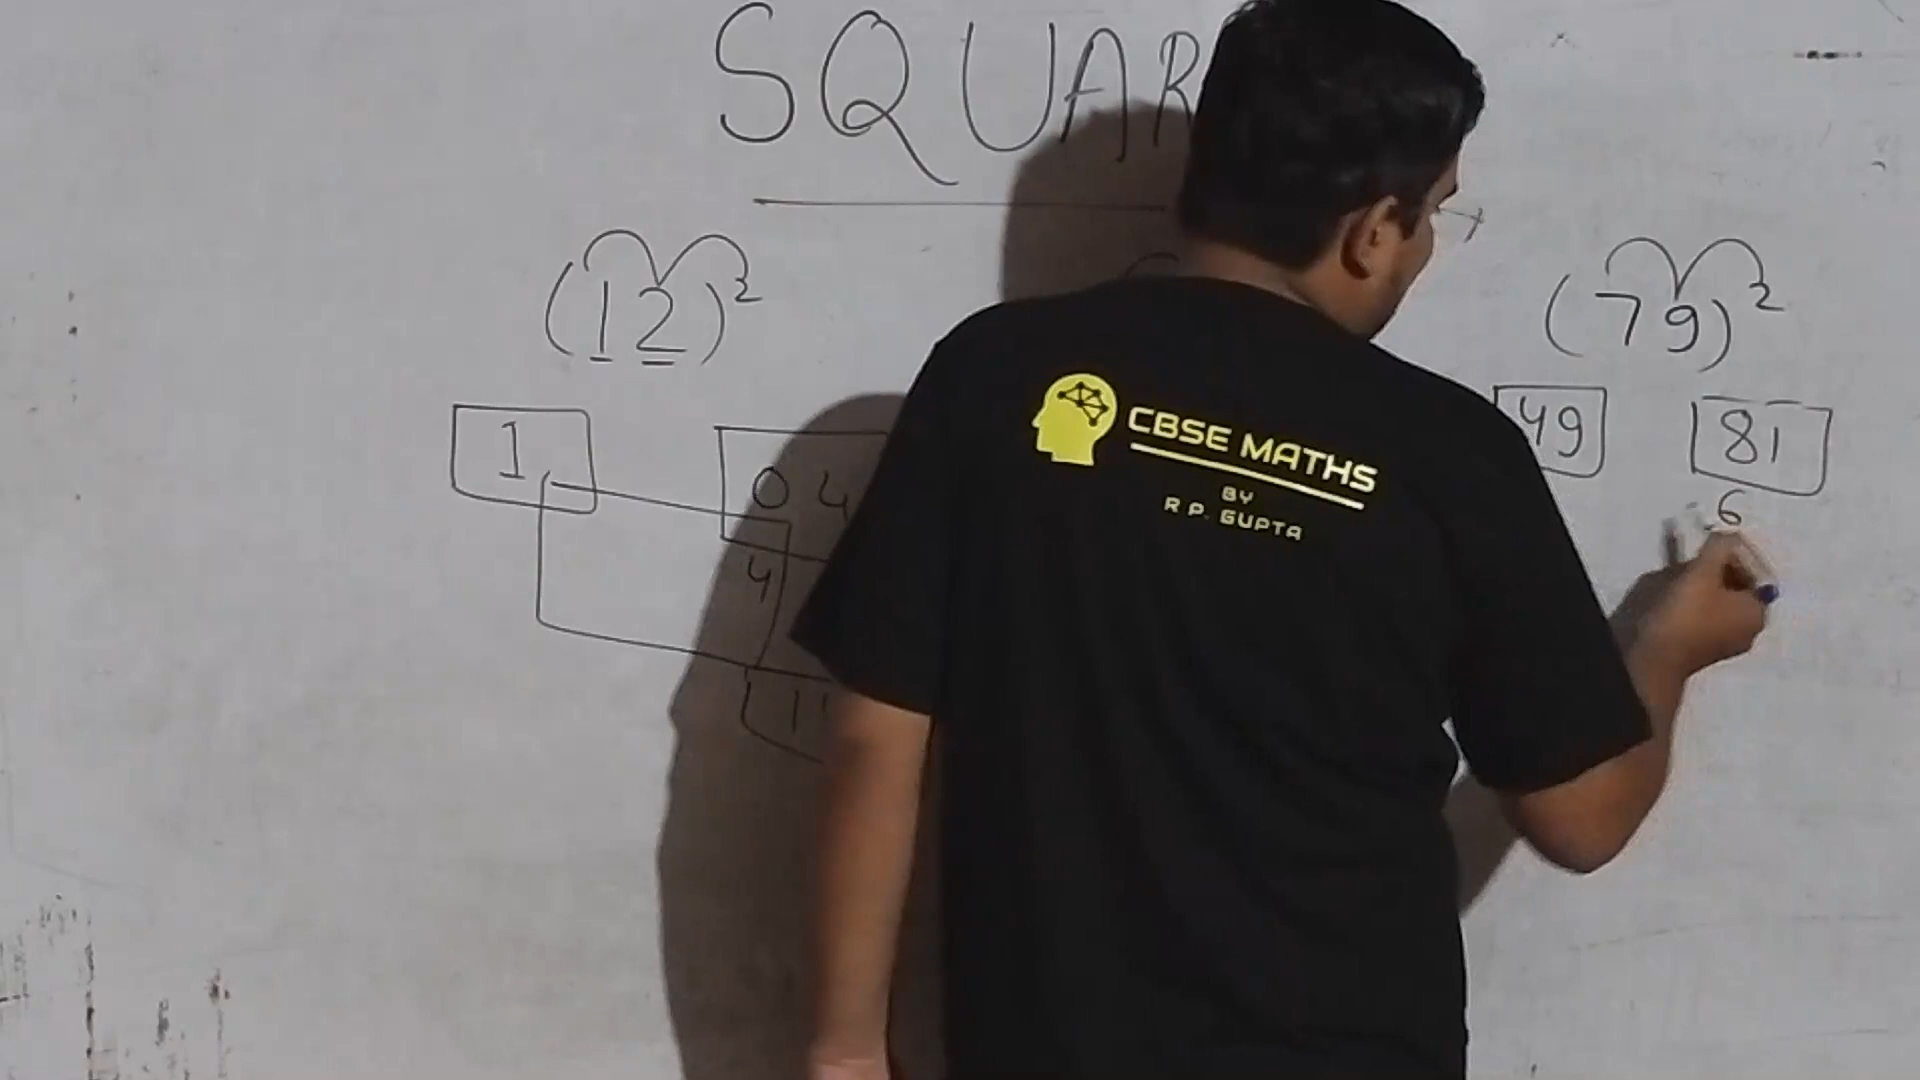 SQUAR
(12)²
(79)²
1
04
49
81
4
6
CBSE MATHS
BY
R P. GUPTA